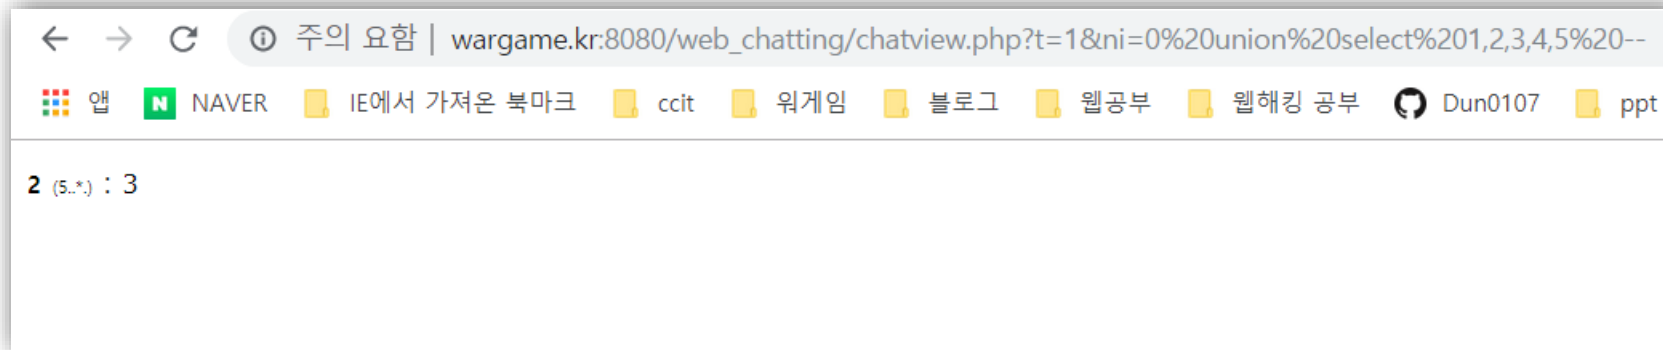 주의 요함 | wargame.kr:8080/web_chatting/chatview.php?t=1&ni=0%20union%20select%201,2,3,4,5%20--
앱 N NAVER IE에서 가져온 북마크 ccit 워게임 블로그 웹공부 웹해킹 공부 Dun0107 ppt
2 (5..*.) : 3